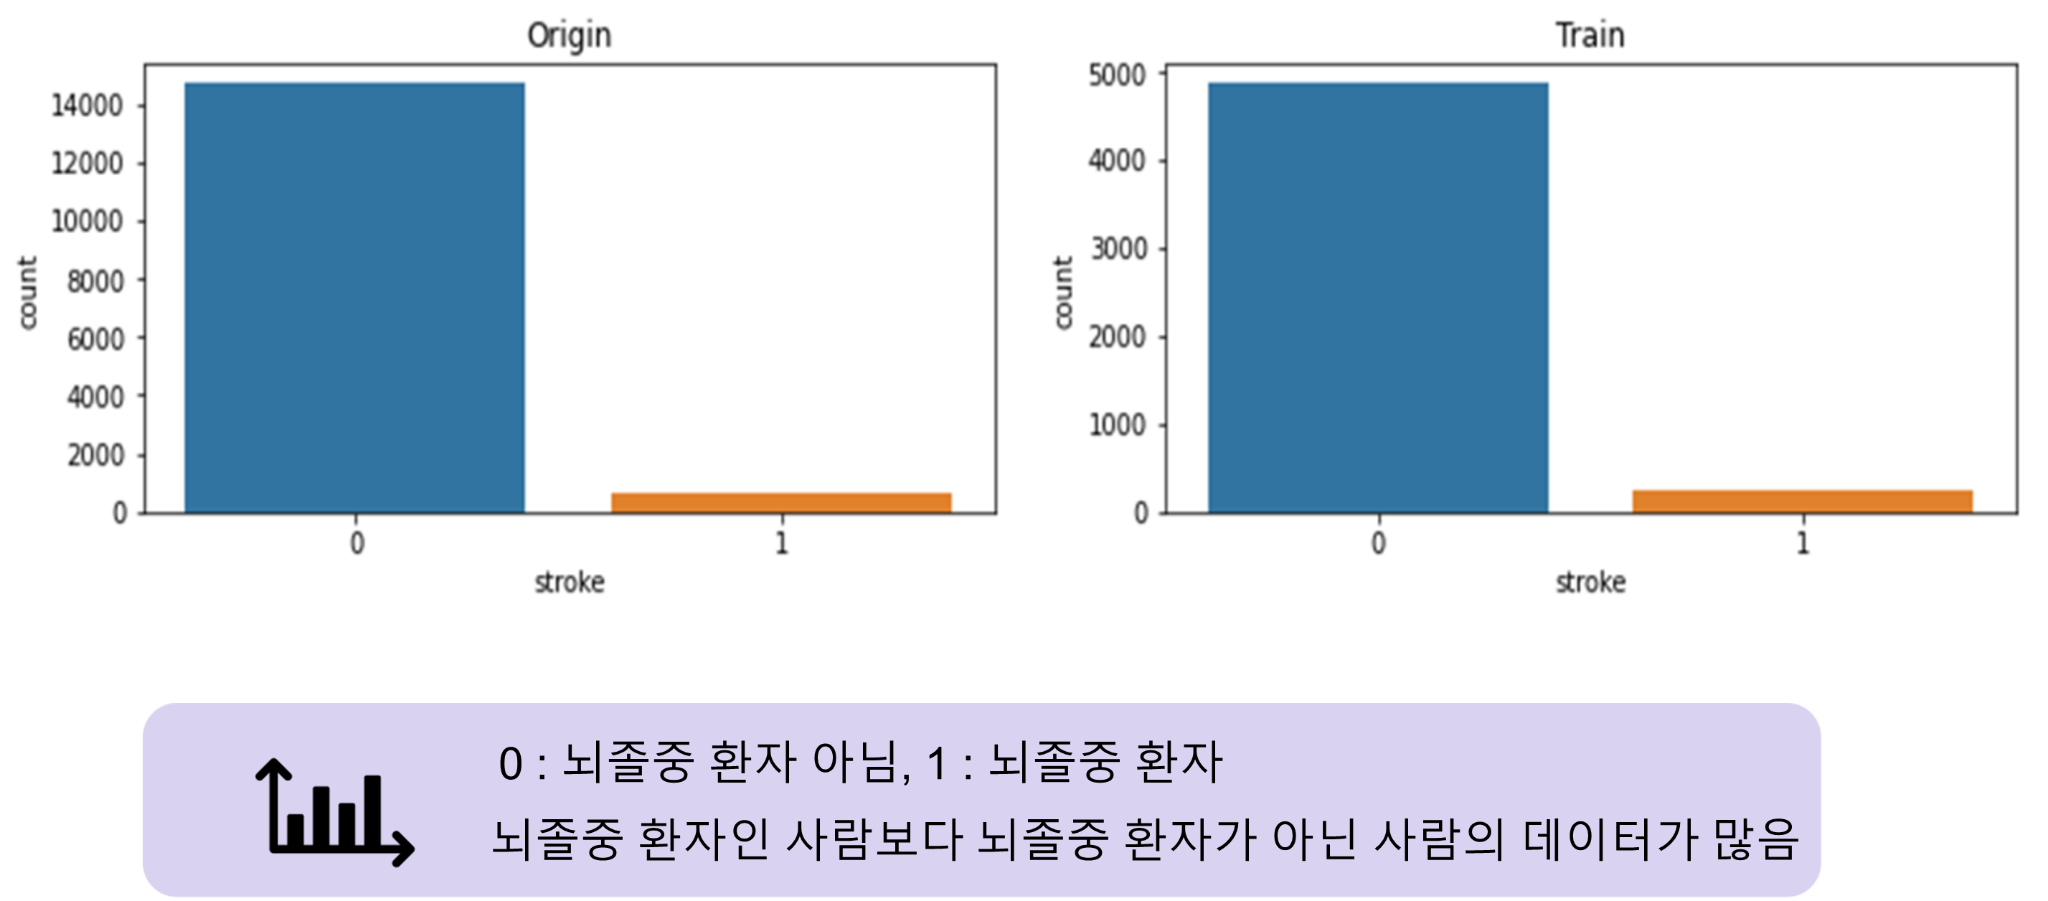 Origin
14000
12000
10000
8000
6000
4000
2000
0
count
0
1
stroke
Train
5000
4000
3000
2000
1000
0
count
0
1
stroke
0 : 뇌졸중 환자 아님, 1 : 뇌졸중 환자
뇌졸중 환자인 사람보다 뇌졸중 환자가 아닌 사람의 데이터가 많음